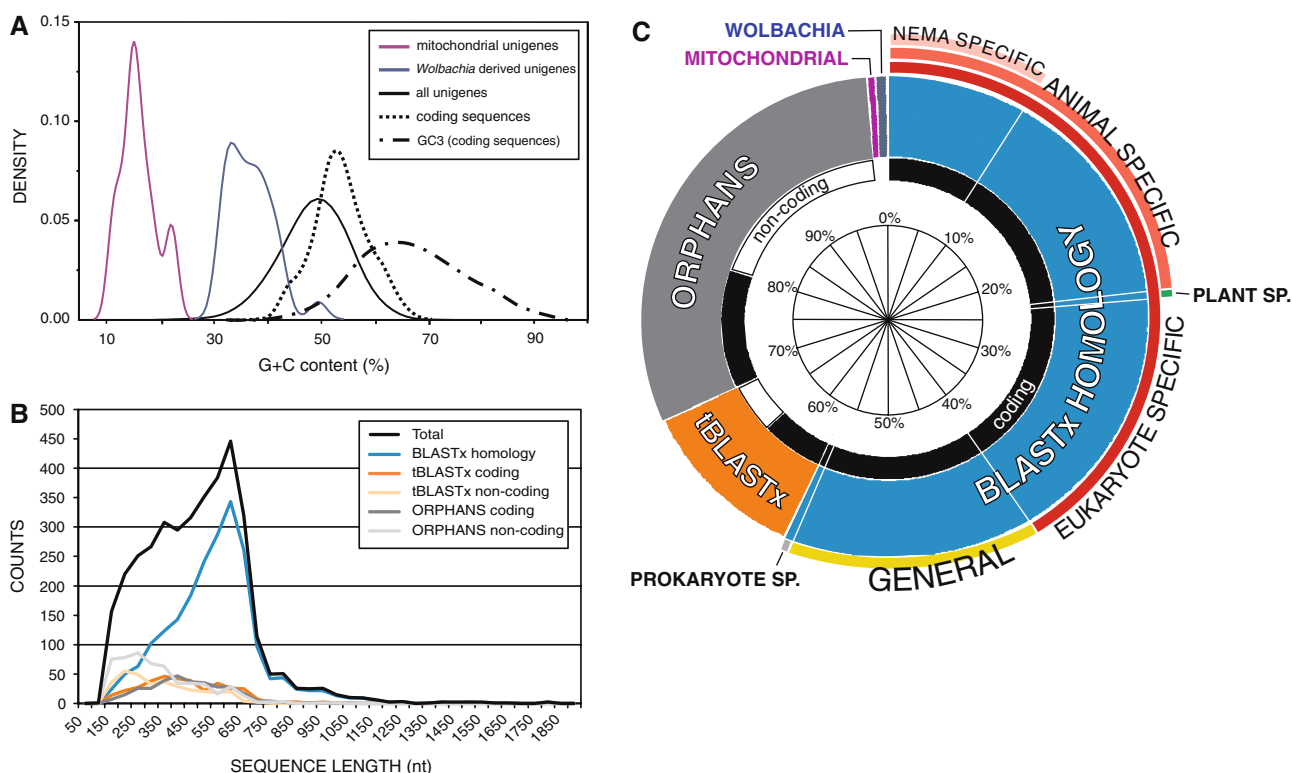 A
0.15
0.10
0.05
0.00
DENSITY
10
30
50
70
90
G+C content (%)
mitochondrial unigenes
Wolbachia derived unigenes
all unigenes
coding sequences
GC3 (coding sequences)
B
500
450
400
350
300
250
200
150
100
50
0
COUNTS
50
150
250
350
450
550
650
750
850
950
1050
1150
1250
1350
1450
1550
1650
1750
1850
SEQUENCE LENGTH (nt)
Total
BLASTx homology
tBLASTx coding
tBLASTx non-coding
ORPHANS coding
ORPHANS non-coding
C
WOLBACHIA
MITOCHONDRIAL
NEMA SPECIFIC
ANIMAL SPECIFIC
PLANT SP.
EUKARYOTE SPECIFIC
GENERAL
PROKARYOTE SP.
BLASTx HOMOLOGY
tBLASTx
ORPHANS
non-coding
coding
0%
10%
20%
30%
40%
50%
60%
70%
80%
90%